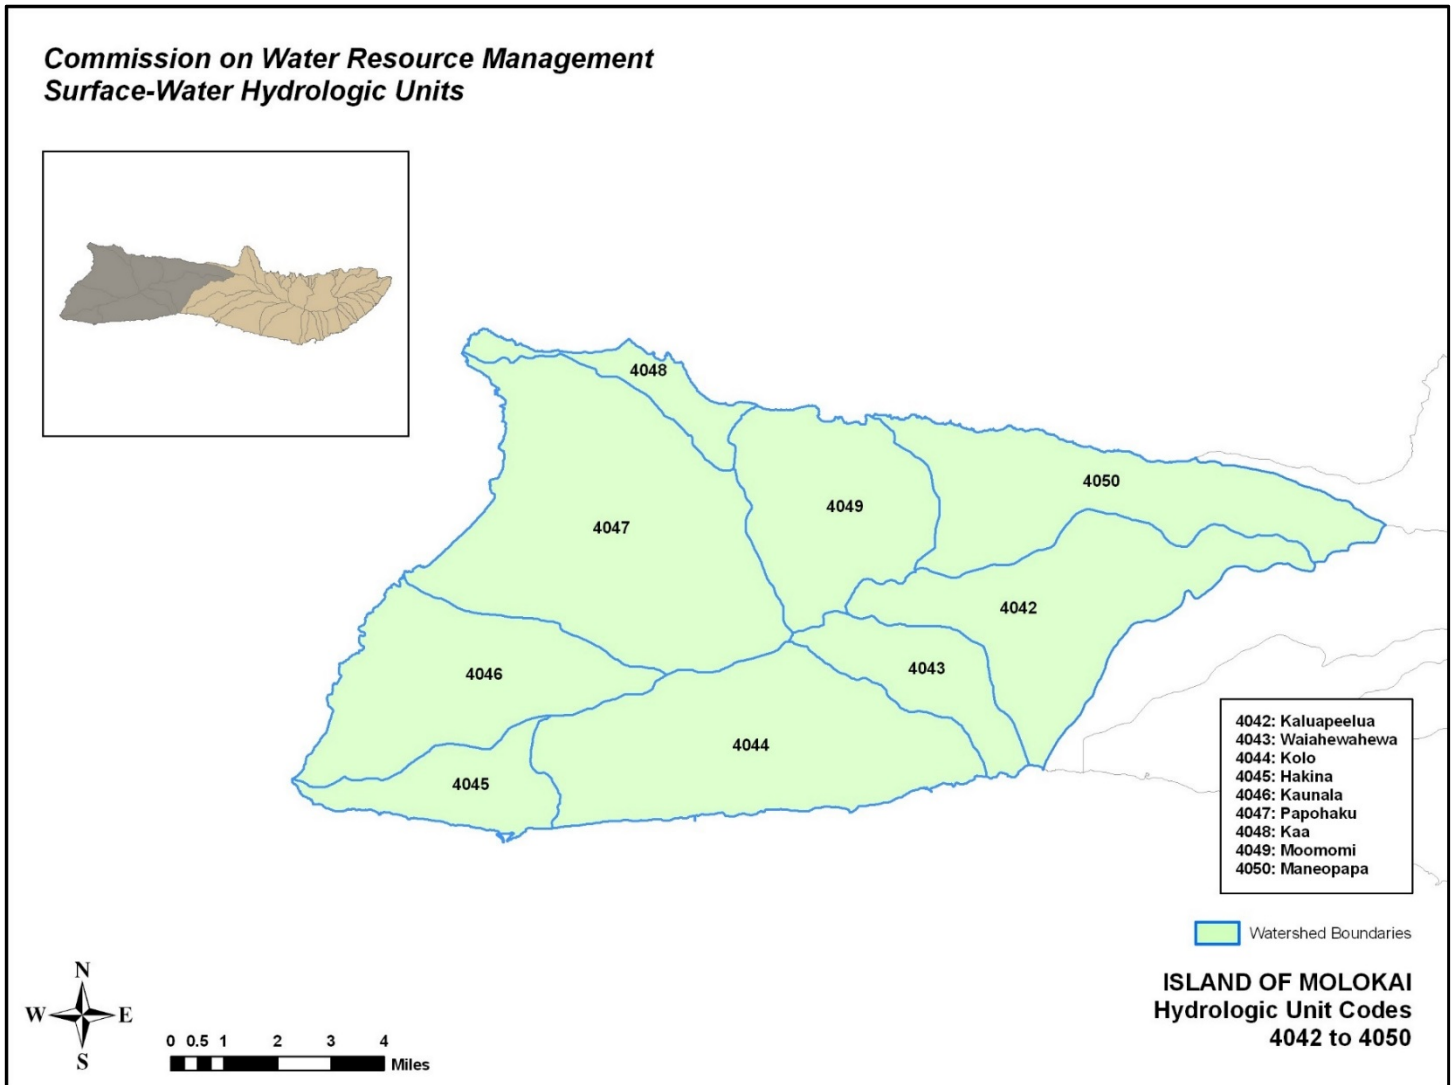 Commission on Water Resource Management
Surface-Water Hydrologic Units
4048
4050
4049
4047
4042
4043
4046
4044
4045
4042: Kaluapeelua
4043: Waiahewahewa
4044: Kolo
4045: Hakina
4046: Kaunala
4047: Papohaku
4048: Kaa
4049: Moomomi
4050: Maneopapa
Watershed Boundaries
ISLAND OF MOLOKAI
Hydrologic Unit Codes
4042 to 4050
N
W E
S
0 0.5 1 2 3 4
Miles